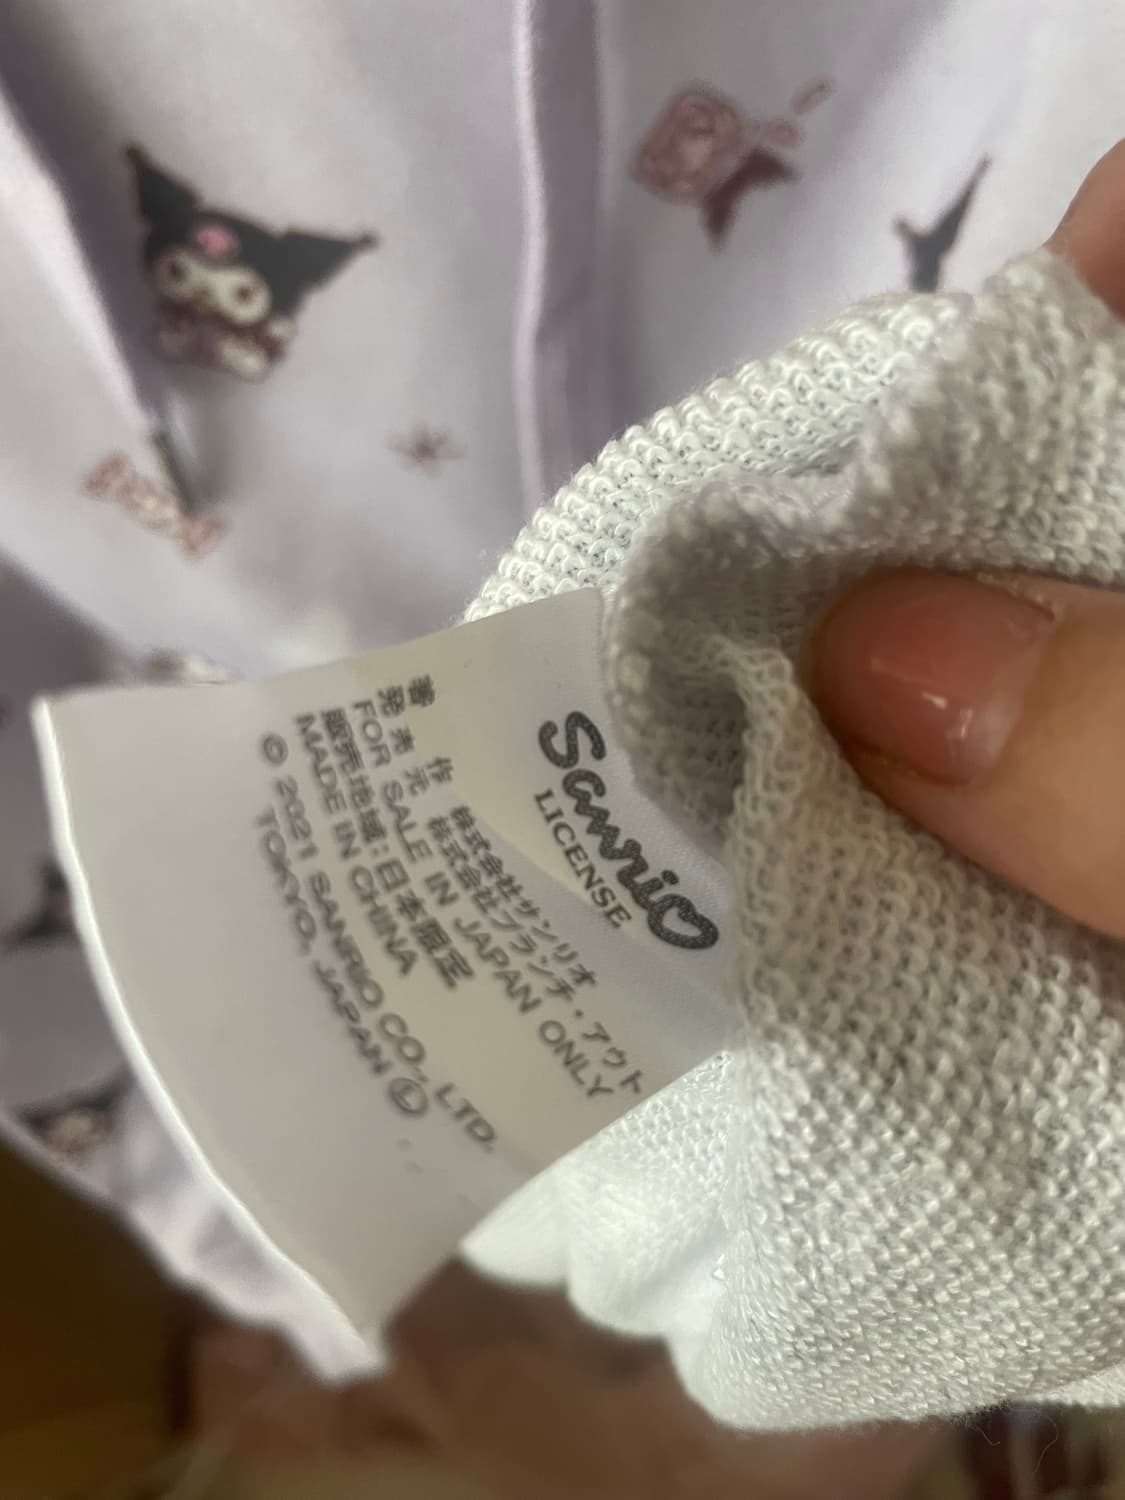 Sanrio
LICENSE
著 作 株式会社サンリオ
発売元 株式会社ブランチ・アウト
FOR SALE IN JAPAN ONLY
販売地域:日本限定
MADE IN CHINA
© 2021 SANRIO CO., LTD.
TOKYO, JAPAN Ⓛ